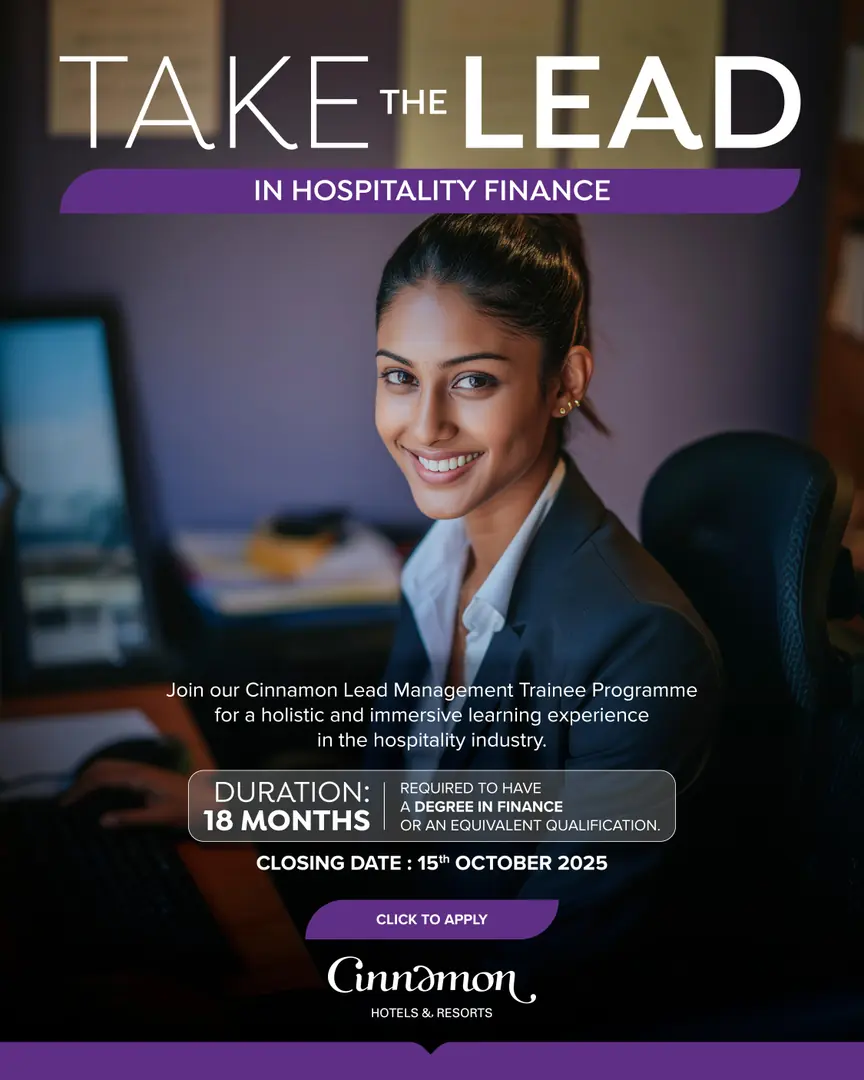 TAKE THE LEAD
IN HOSPITALITY FINANCE
Join our Cinnamon Lead Management Trainee Programme
for a holistic and immersive learning experience
in the hospitality industry.
DURATION:
18 MONTHS
REQUIRED TO HAVE
A DEGREE IN FINANCE
OR AN EQUIVALENT QUALIFICATION.
CLOSING DATE : 15th OCTOBER 2025
CLICK TO APPLY
Cinnamon
HOTELS & RESORTS